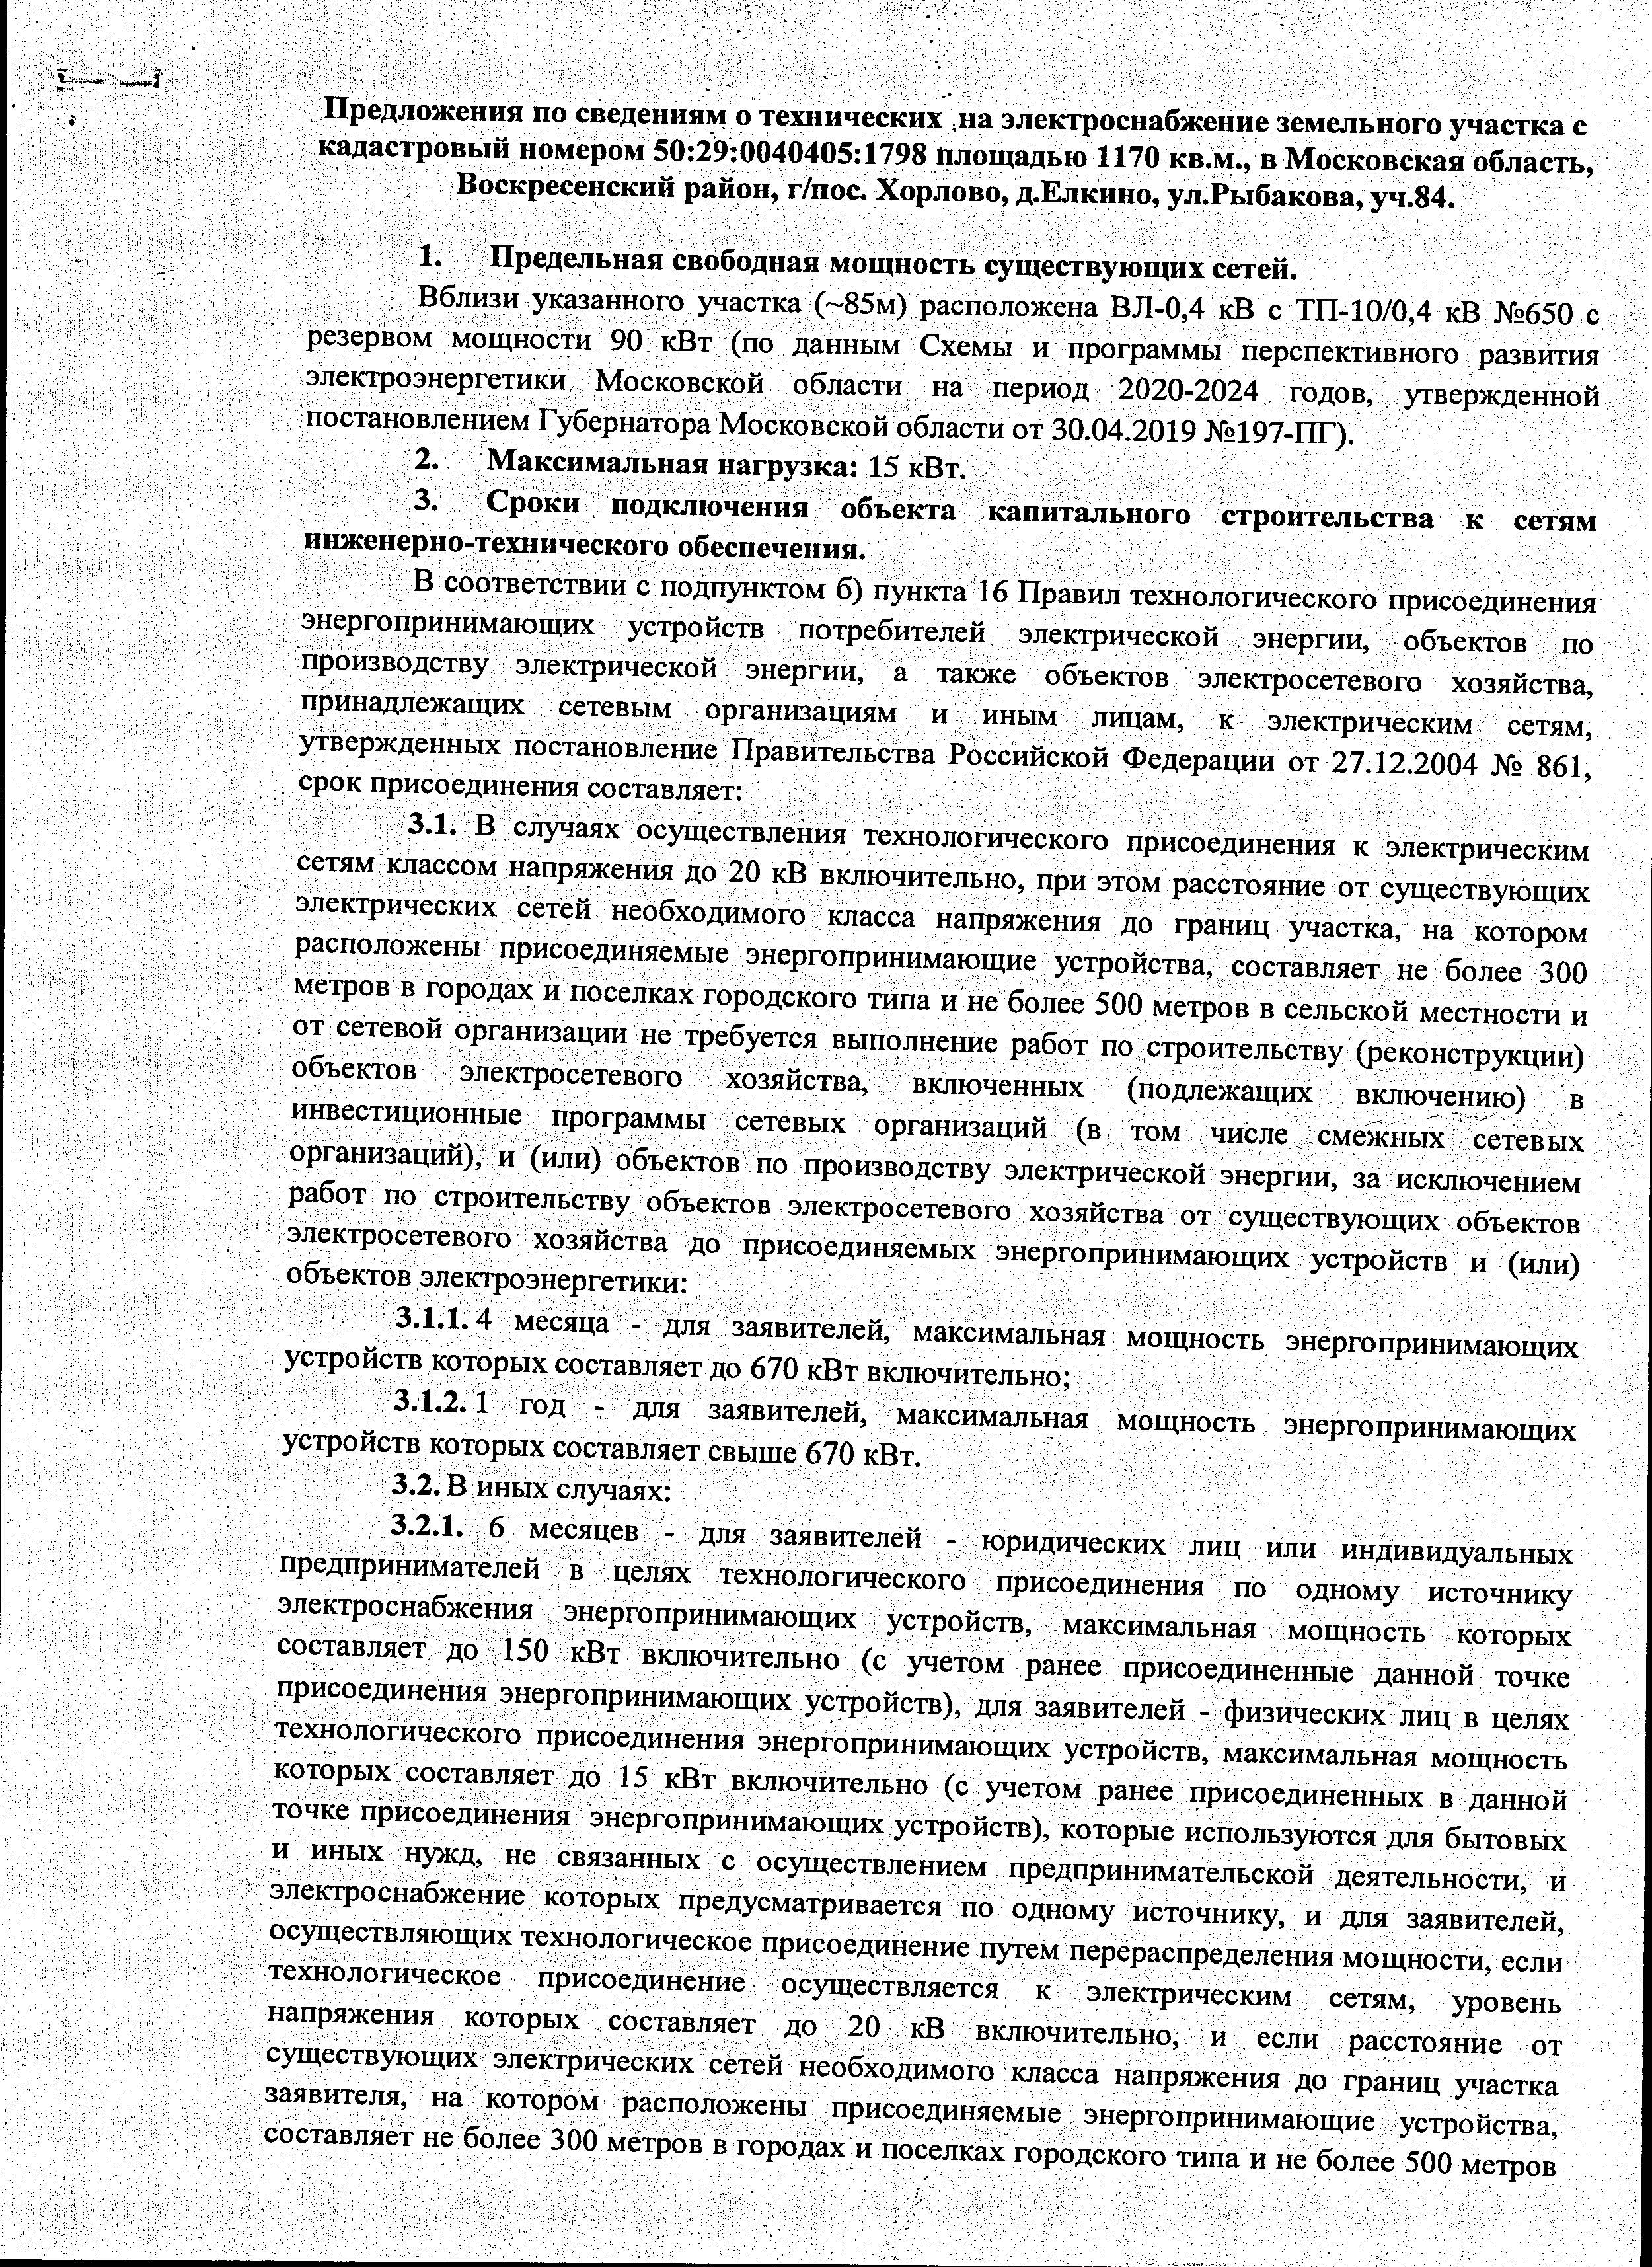 Предложения по сведениям о технических на электроснабжение земельного участка с
кадастровый номером 50:29:0040405:1798 площадью 1170 кв.м., в Московская область,
Воскресенский район, г/пос. Хорлово, д.Елкино, ул.Рыбакова, уч.84.
1. Предельная свободная мощность существующих сетей.
Вблизи указанного участка (~85м) расположена ВЛ-0,4 кВ с ТП-10/0,4 кВ №650 с
резервом мощности 90 кВт (по данным Схемы и программы перспективного развития
электроэнергетики Московской области на период 2020-2024 годов, утвержденной
постановлением Губернатора Московской области от 30.04.2019 №197-ПГ).
2. Максимальная нагрузка: 15 кВт.
3. Сроки подключения объекта капитального строительства к сетям
инженерно-технического обеспечения.
В соответствии с подпунктом б) пункта 16 Правил технологического присоединения
энергопринимающих устройств потребителей электрической энергии, объектов по
производству электрической энергии, а также объектов электросетевого хозяйства,
принадлежащих сетевым организациям и иным лицам, к электрическим сетям,
утвержденных постановление Правительства Российской Федерации от 27.12.2004 № 861,
срок присоединения составляет:
3.1. В случаях осуществления технологического присоединения к электрическим
сетям классом напряжения до 20 кВ включительно, при этом расстояние от существующих
электрических сетей необходимого класса напряжения до границ участка, на котором
расположены присоединяемые энергопринимающие устройства, составляет не более 300
метров в городах и поселках городского типа и не более 500 метров в сельской местности и
от сетевой организации не требуется выполнение работ по строительству (реконструкции)
объектов электросетевого хозяйства, включенных (подлежащих включению) в
инвестиционные программы сетевых организаций (в том числе смежных сетевых
организаций), и (или) объектов по производству электрической энергии, за исключением
работ по строительству объектов электросетевого хозяйства от существующих объектов
электросетевого хозяйства до присоединяемых энергопринимающих устройств и (или)
объектов электроэнергетики:
3.1.1. 4 месяца - для заявителей, максимальная мощность энергопринимающих
устройств которых составляет до 670 кВт включительно;
3.1.2. 1 год - для заявителей, максимальная мощность энергопринимающих
устройств которых составляет свыше 670 кВт.
3.2. В иных случаях:
3.2.1. 6 месяцев - для заявителей - юридических лиц или индивидуальных
предпринимателей в целях технологического присоединения по одному источнику
электроснабжения энергопринимающих устройств, максимальная мощность которых
составляет до 150 кВт включительно (с учетом ранее присоединенные данной точке
присоединения энергопринимающих устройств), для заявителей - физических лиц в целях
технологического присоединения энергопринимающих устройств, максимальная мощность
которых составляет до 15 кВт включительно (с учетом ранее присоединенных в данной
точке присоединения энергопринимающих устройств), которые используются для бытовых
и иных нужд, не связанных с осуществлением предпринимательской деятельности, и
электроснабжение которых предусматривается по одному источнику, и для заявителей,
осуществляющих технологическое присоединение путем перераспределения мощности, если
технологическое присоединение осуществляется к электрическим сетям, уровень
напряжения которых составляет до 20 кВ включительно, и если расстояние от
существующих электрических сетей необходимого класса напряжения до границ участка
заявителя, на котором расположены присоединяемые энергопринимающие устройства,
составляет не более 300 метров в городах и поселках городского типа и не более 500 метров